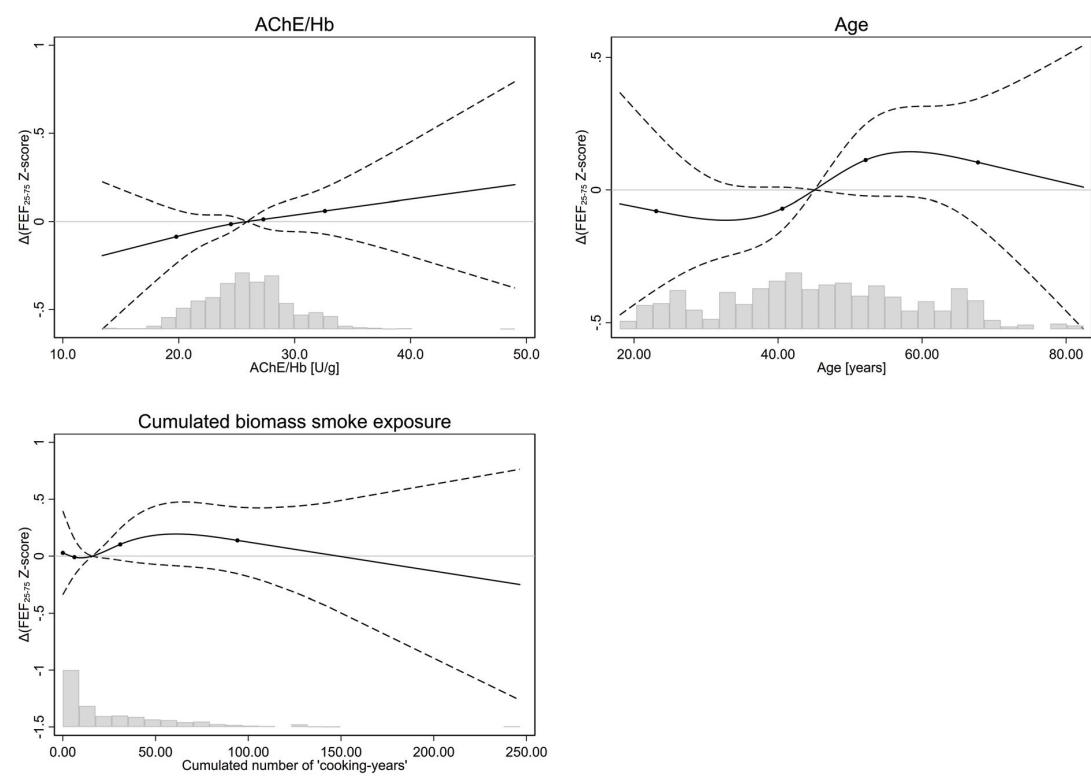 AChE/Hb
Δ(FEF25-75 Z-score)
1
.5
0
-.5
10.0 20.0 30.0 40.0 50.0
AChE/Hb [U/g]
Age
Δ(FEF25-75 Z-score)
.5
0
-.5
20.00 40.00 60.00 80.00
Age [years]
Cumulated biomass smoke exposure
Δ(FEF25-75 Z-score)
1
.5
0
-.5
-1
-1.5
0.00 50.00 100.00 150.00 200.00 250.00
Cumulated number of 'cooking-years'